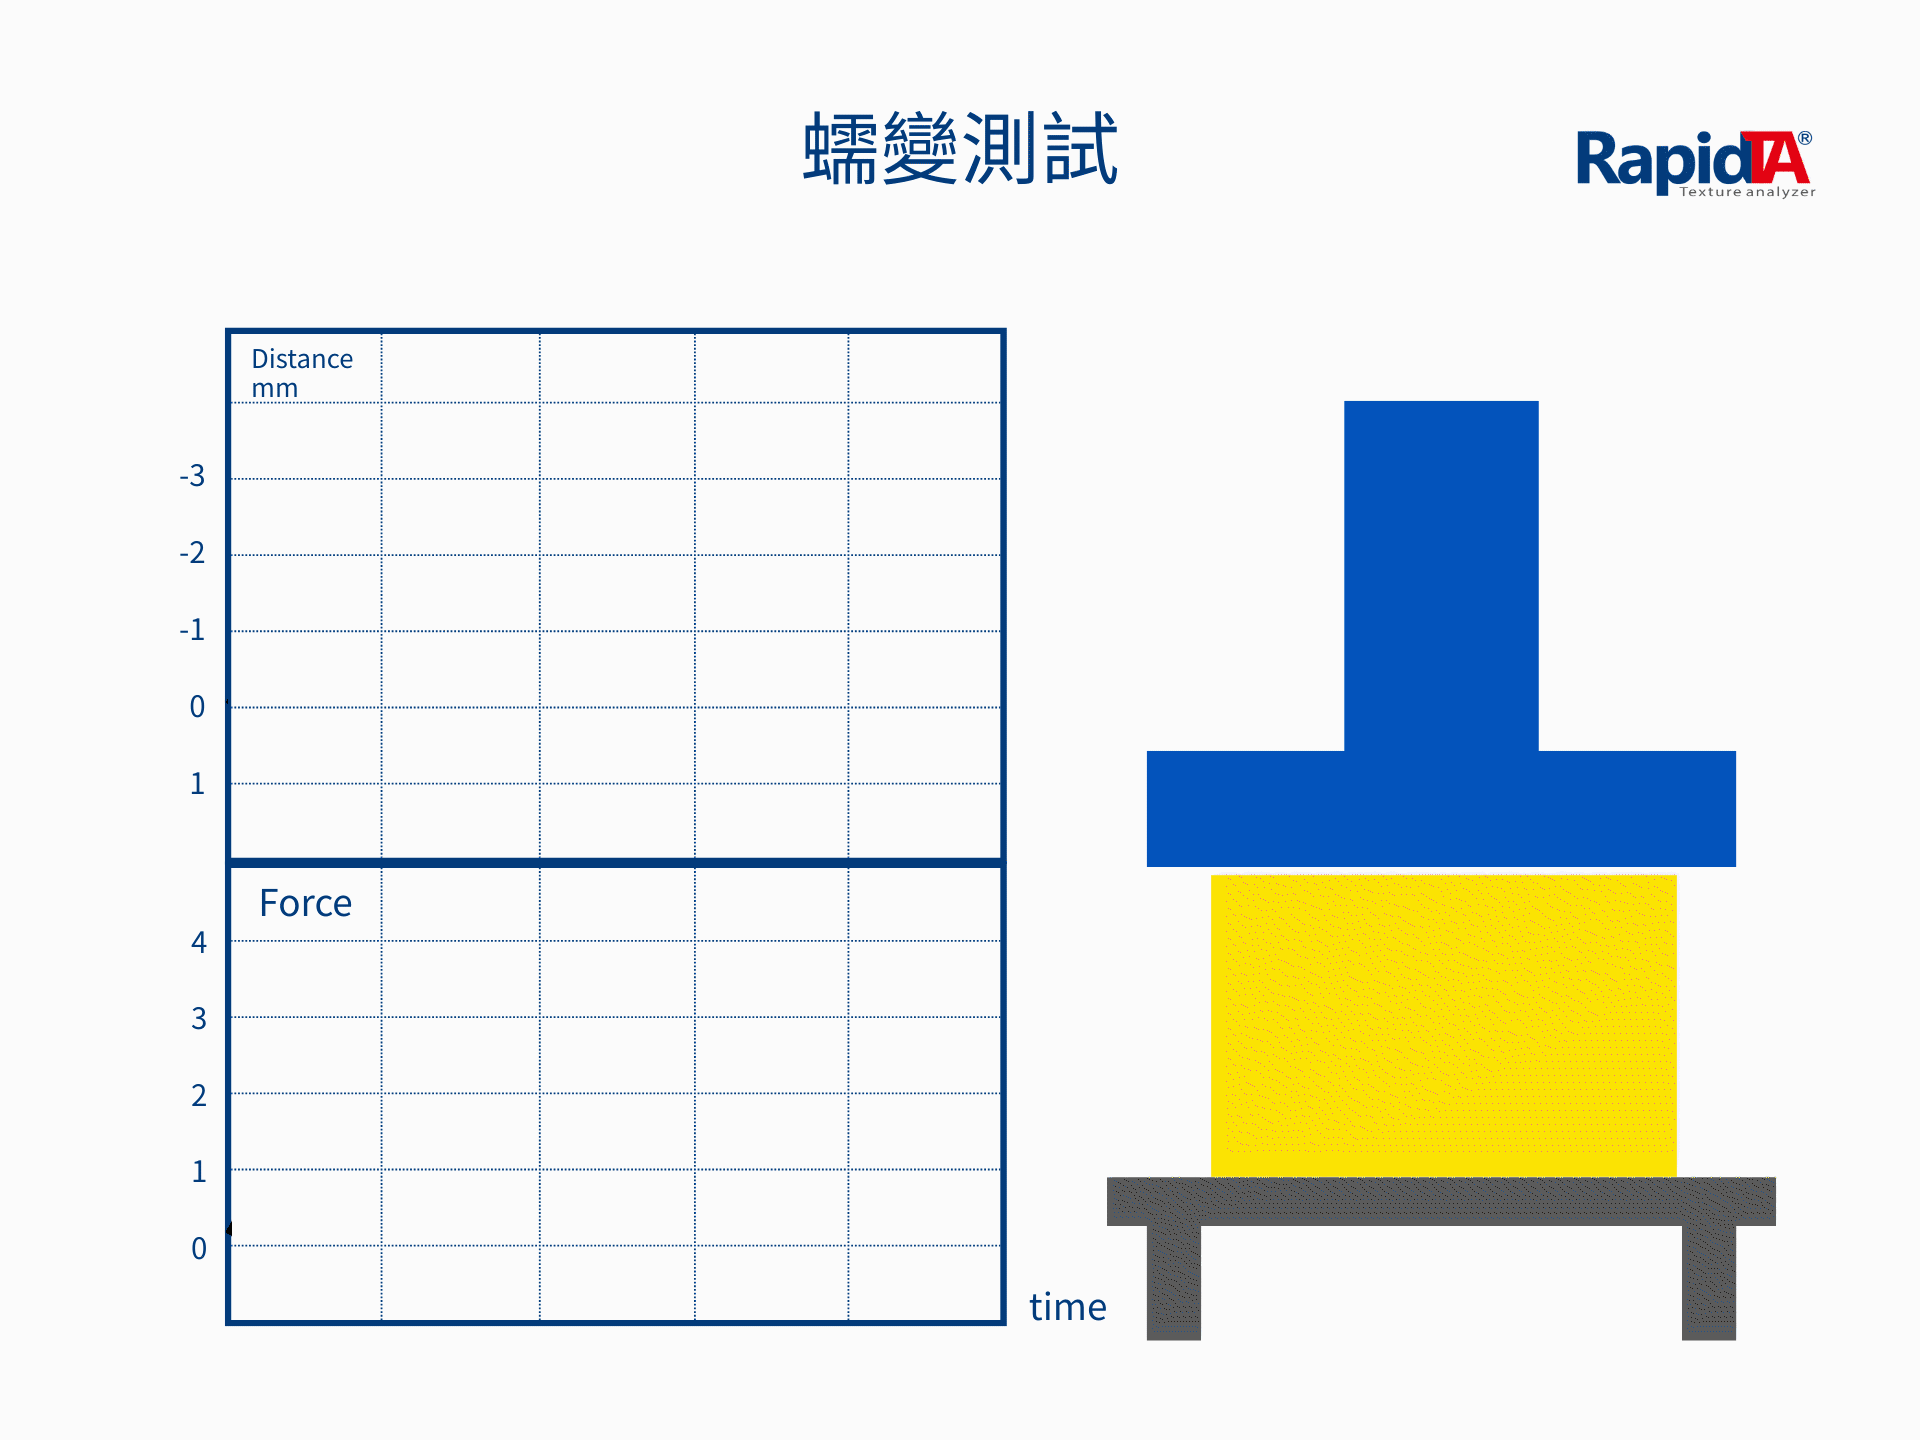 蠕變測試
RapidTA®
Texture analyzer
Distance
mm
-3
-2
-1
0
1
Force
4
3
2
1
0
time